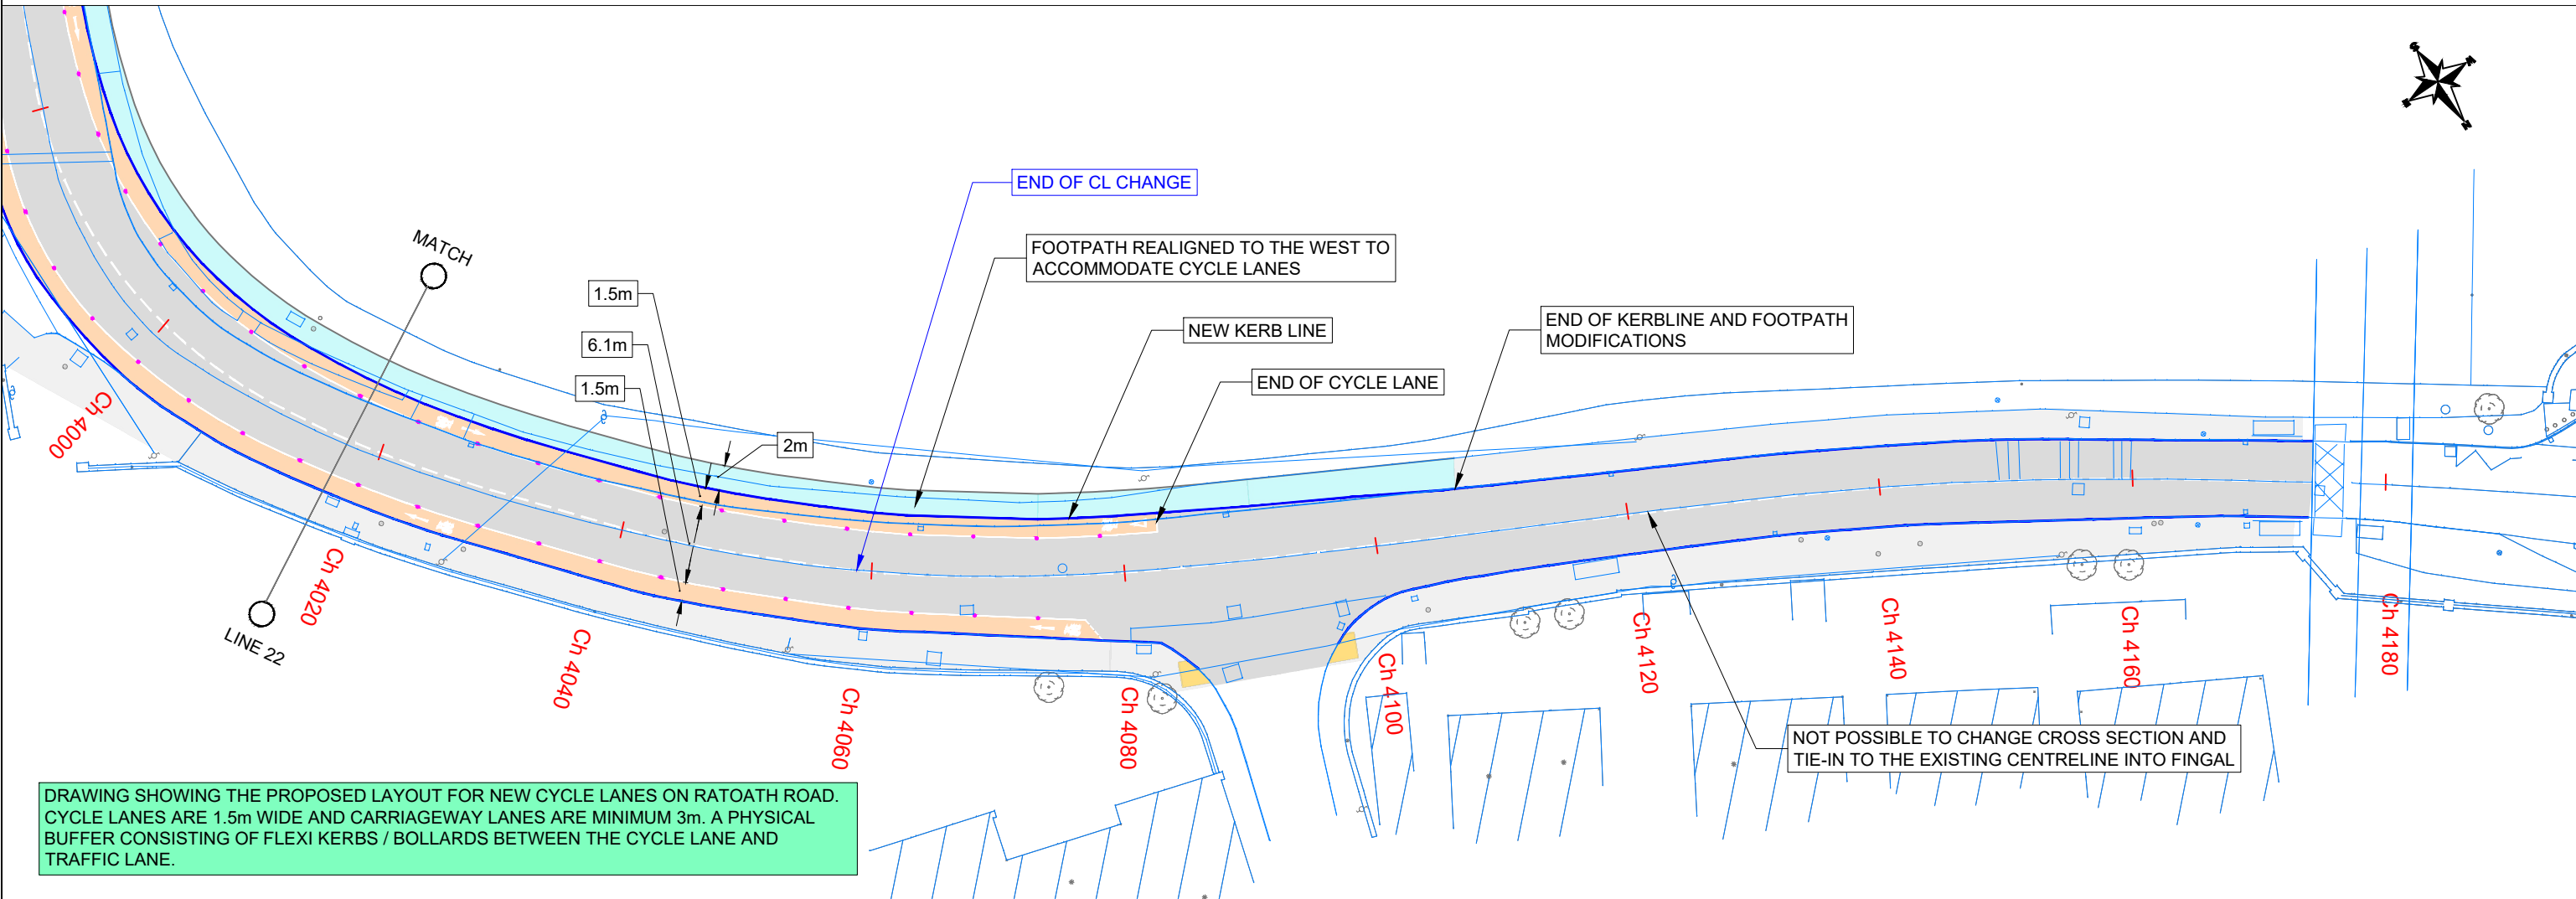 END OF CL CHANGE
MATCH
FOOTPATH REALIGNED TO THE WEST TO
ACCOMMODATE CYCLE LANES
1.5m
NEW KERB LINE
END OF KERBLINE AND FOOTPATH
MODIFICATIONS
6.1m
1.5m
END OF CYCLE LANE
2m
LINE 22
Ch 4000
Ch 4020
Ch 4040
Ch 4060
Ch 4080
Ch 4100
Ch 4120
Ch 4140
Ch 4160
Ch 4180
NOT POSSIBLE TO CHANGE CROSS SECTION AND
TIE-IN TO THE EXISTING CENTRELINE INTO FINGAL
DRAWING SHOWING THE PROPOSED LAYOUT FOR NEW CYCLE LANES ON RATOATH ROAD.
CYCLE LANES ARE 1.5m WIDE AND CARRIAGEWAY LANES ARE MINIMUM 3m. A PHYSICAL
BUFFER CONSISTING OF FLEXI KERBS / BOLLARDS BETWEEN THE CYCLE LANE AND
TRAFFIC LANE.